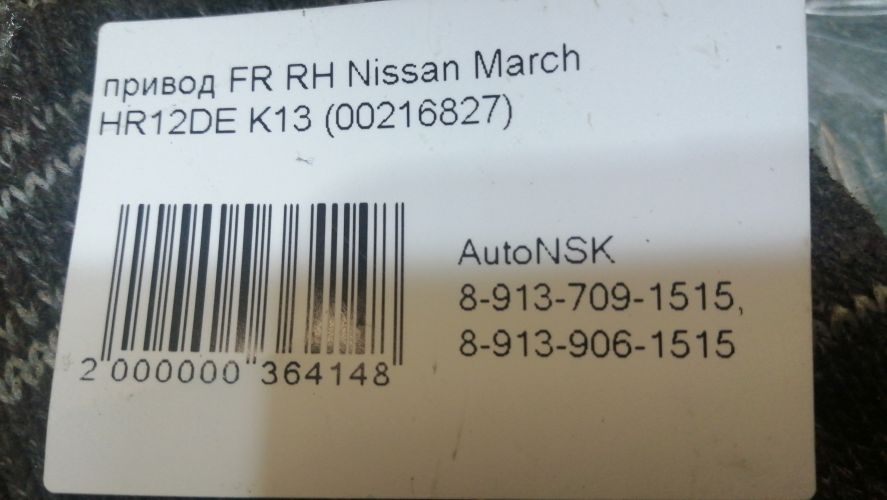 привод FR RH Nissan March
HR12DE K13 (00216827)
AutoNSK
8-913-709-1515,
8-913-906-1515
2 000000 364148